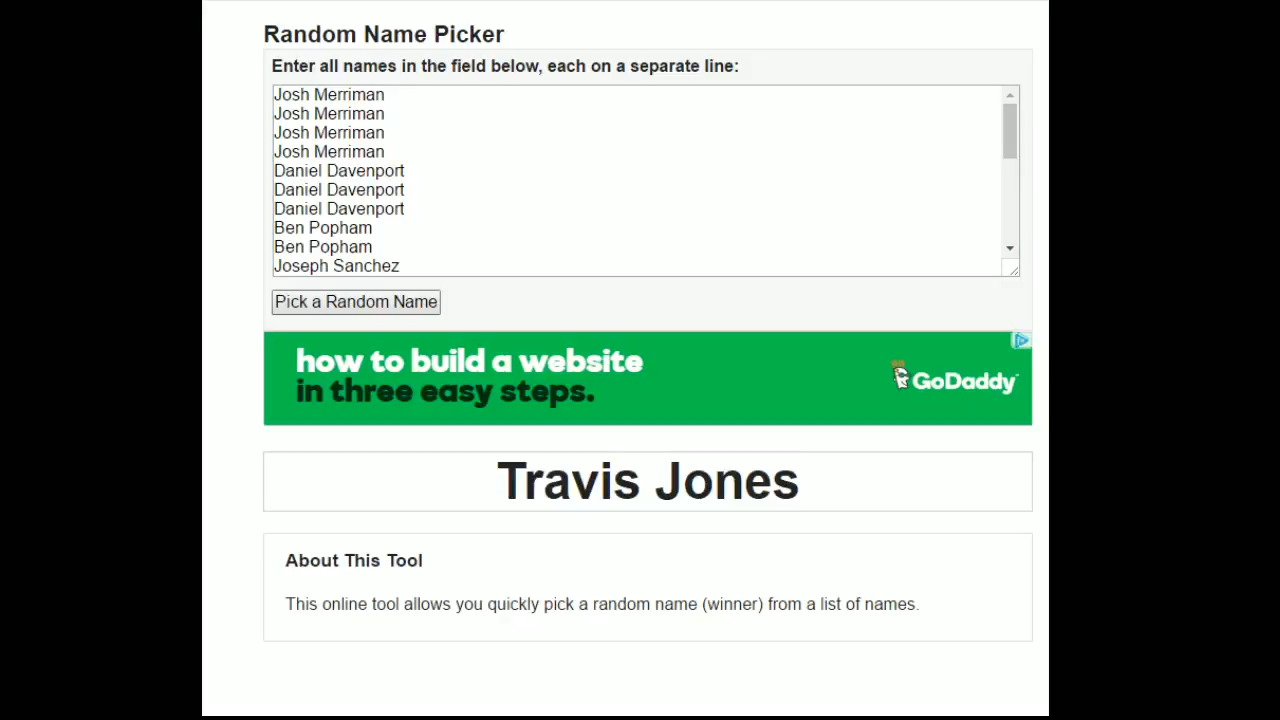 Random Name Picker
Enter all names in the field below, each on a separate line:
Josh Merriman
Josh Merriman
Josh Merriman
Josh Merriman
Daniel Davenport
Daniel Davenport
Daniel Davenport
Ben Popham
Ben Popham
Joseph Sanchez
Pick a Random Name
how to build a website
in three easy steps.
GoDaddy
Travis Jones
About This Tool
This online tool allows you quickly pick a random name (winner) from a list of names.